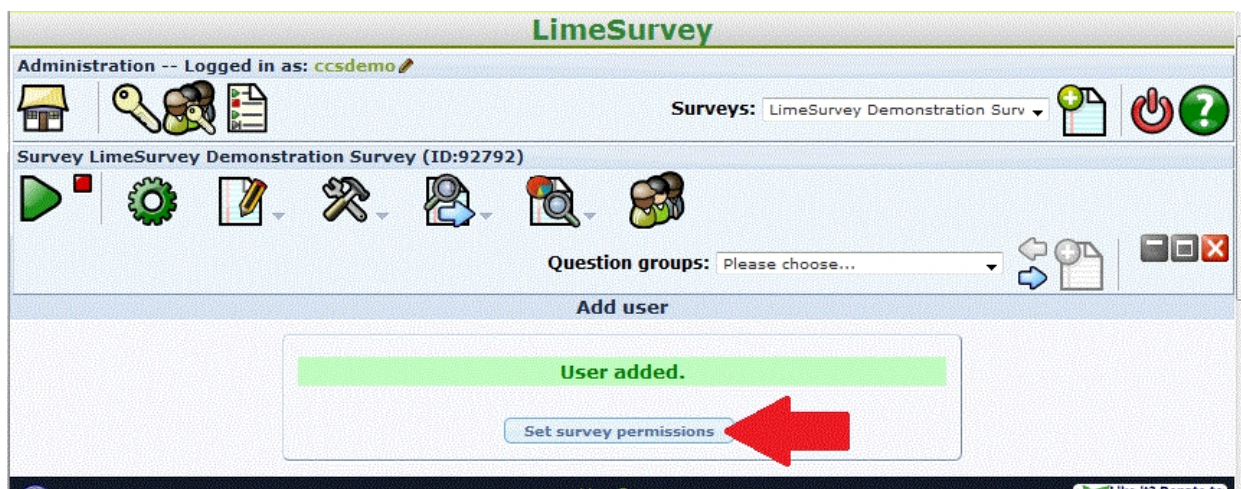 LimeSurvey
Administration -- Logged in as: ccsdemo
Surveys: LimeSurvey Demonstration Surv
Survey LimeSurvey Demonstration Survey (ID:92792)
Question groups: Please choose...
Add user
User added.
Set survey permissions